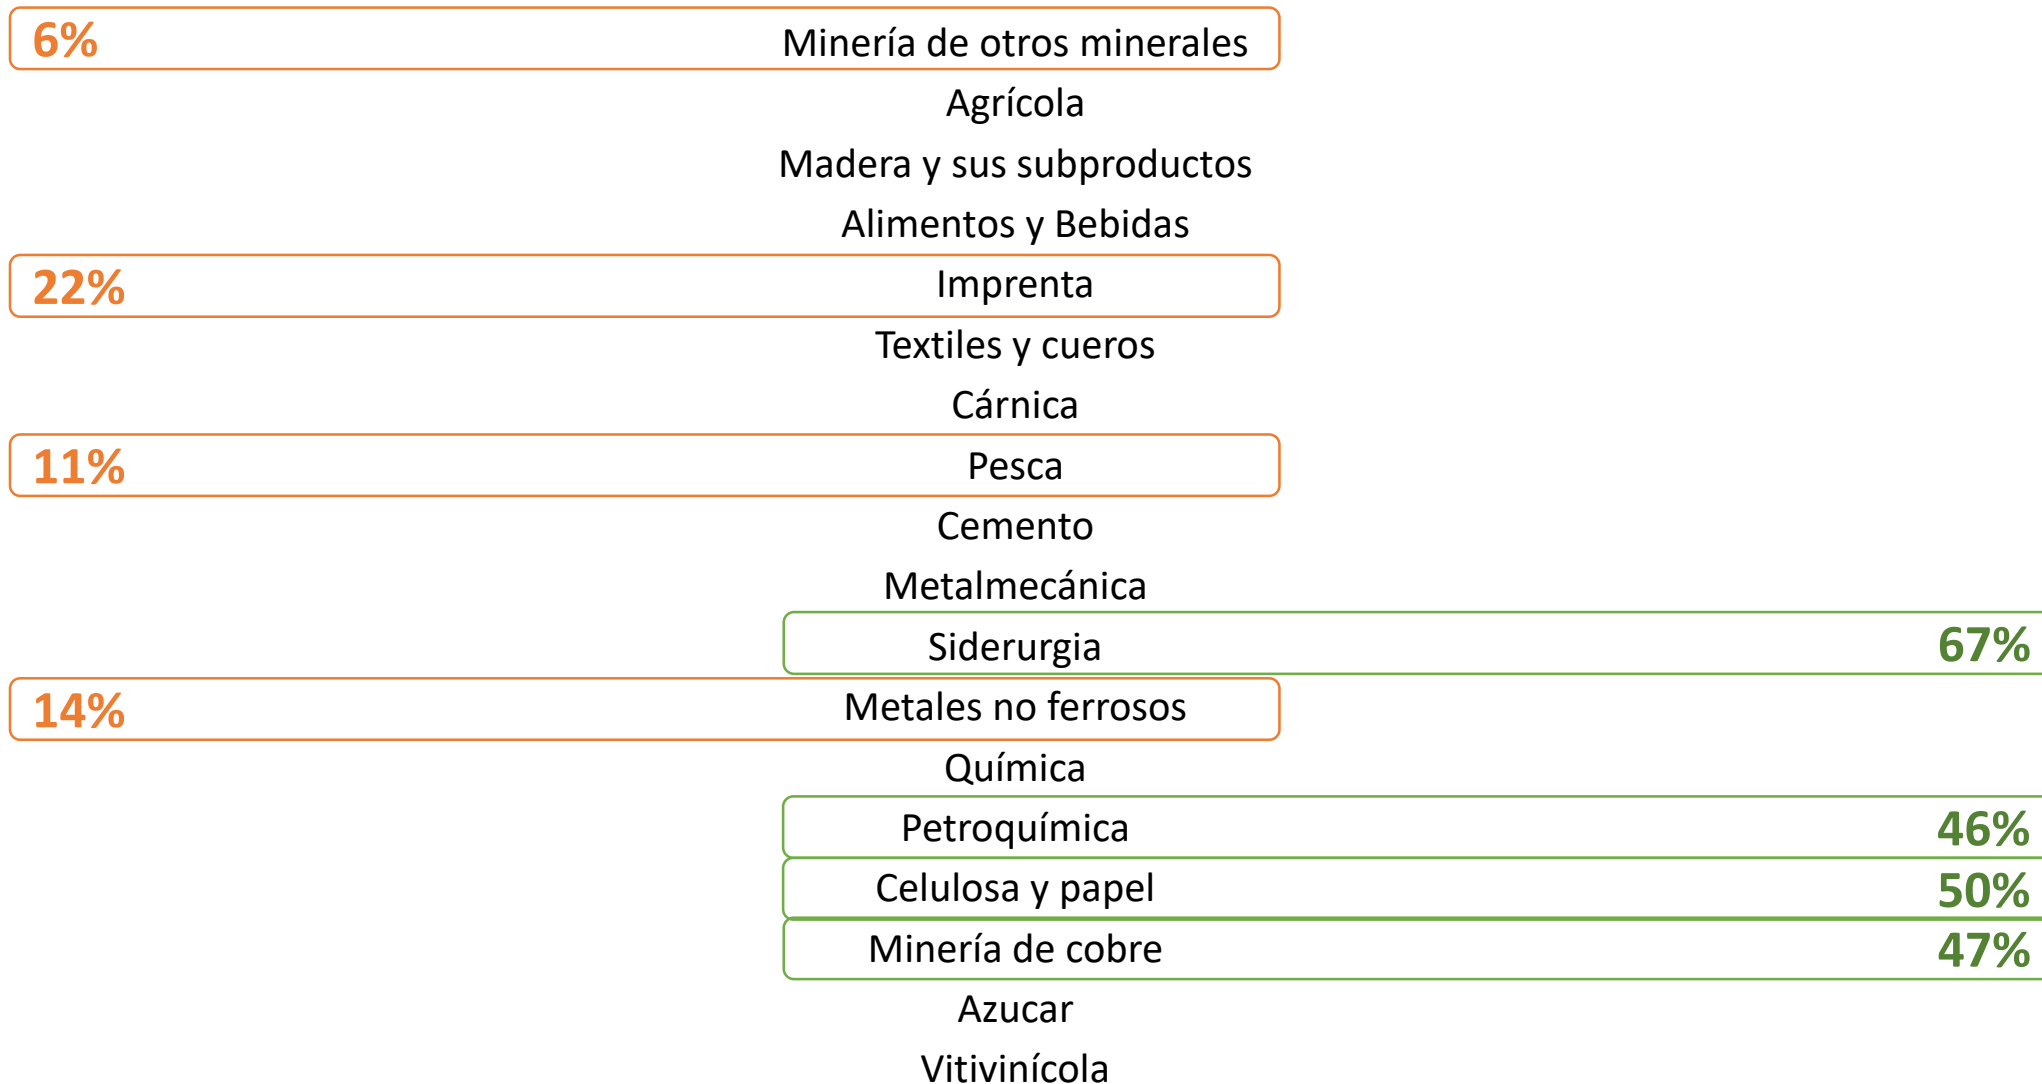 6% Minería de otros minerales
Agrícola
Madera y sus subproductos
Alimentos y Bebidas
22% Imprenta
Textiles y cueros
Cárnica
11% Pesca
Cemento
Metalmecánica
Siderurgia 67%
14% Metales no ferrosos
Química
Petroquímica 46%
Celulosa y papel 50%
Minería de cobre 47%
Azucar
Vitivinícola